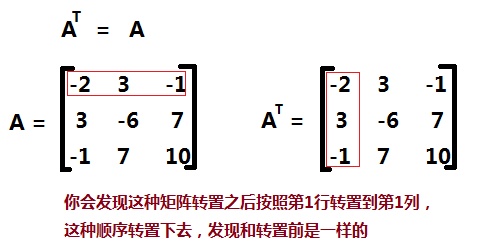 A^T = A
A = [-2 3 -1
3 -6 7
-1 7 10]
A^T = [-2 3 -1
3 -6 7
-1 7 10]
你会发现这种矩阵转置之后按照第1行转置到第1列，
这种顺序转置下去，发现和转置前是一样的